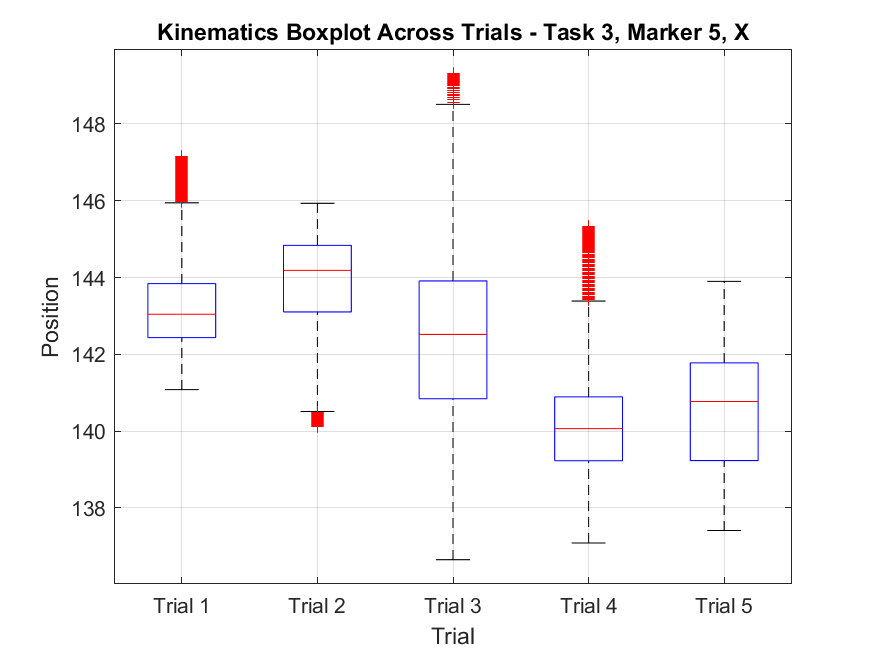 Kinematics Boxplot Across Trials - Task 3, Marker 5, X
148
146
144
142
140
138
Position
Trial 1 Trial 2 Trial 3 Trial 4 Trial 5
Trial